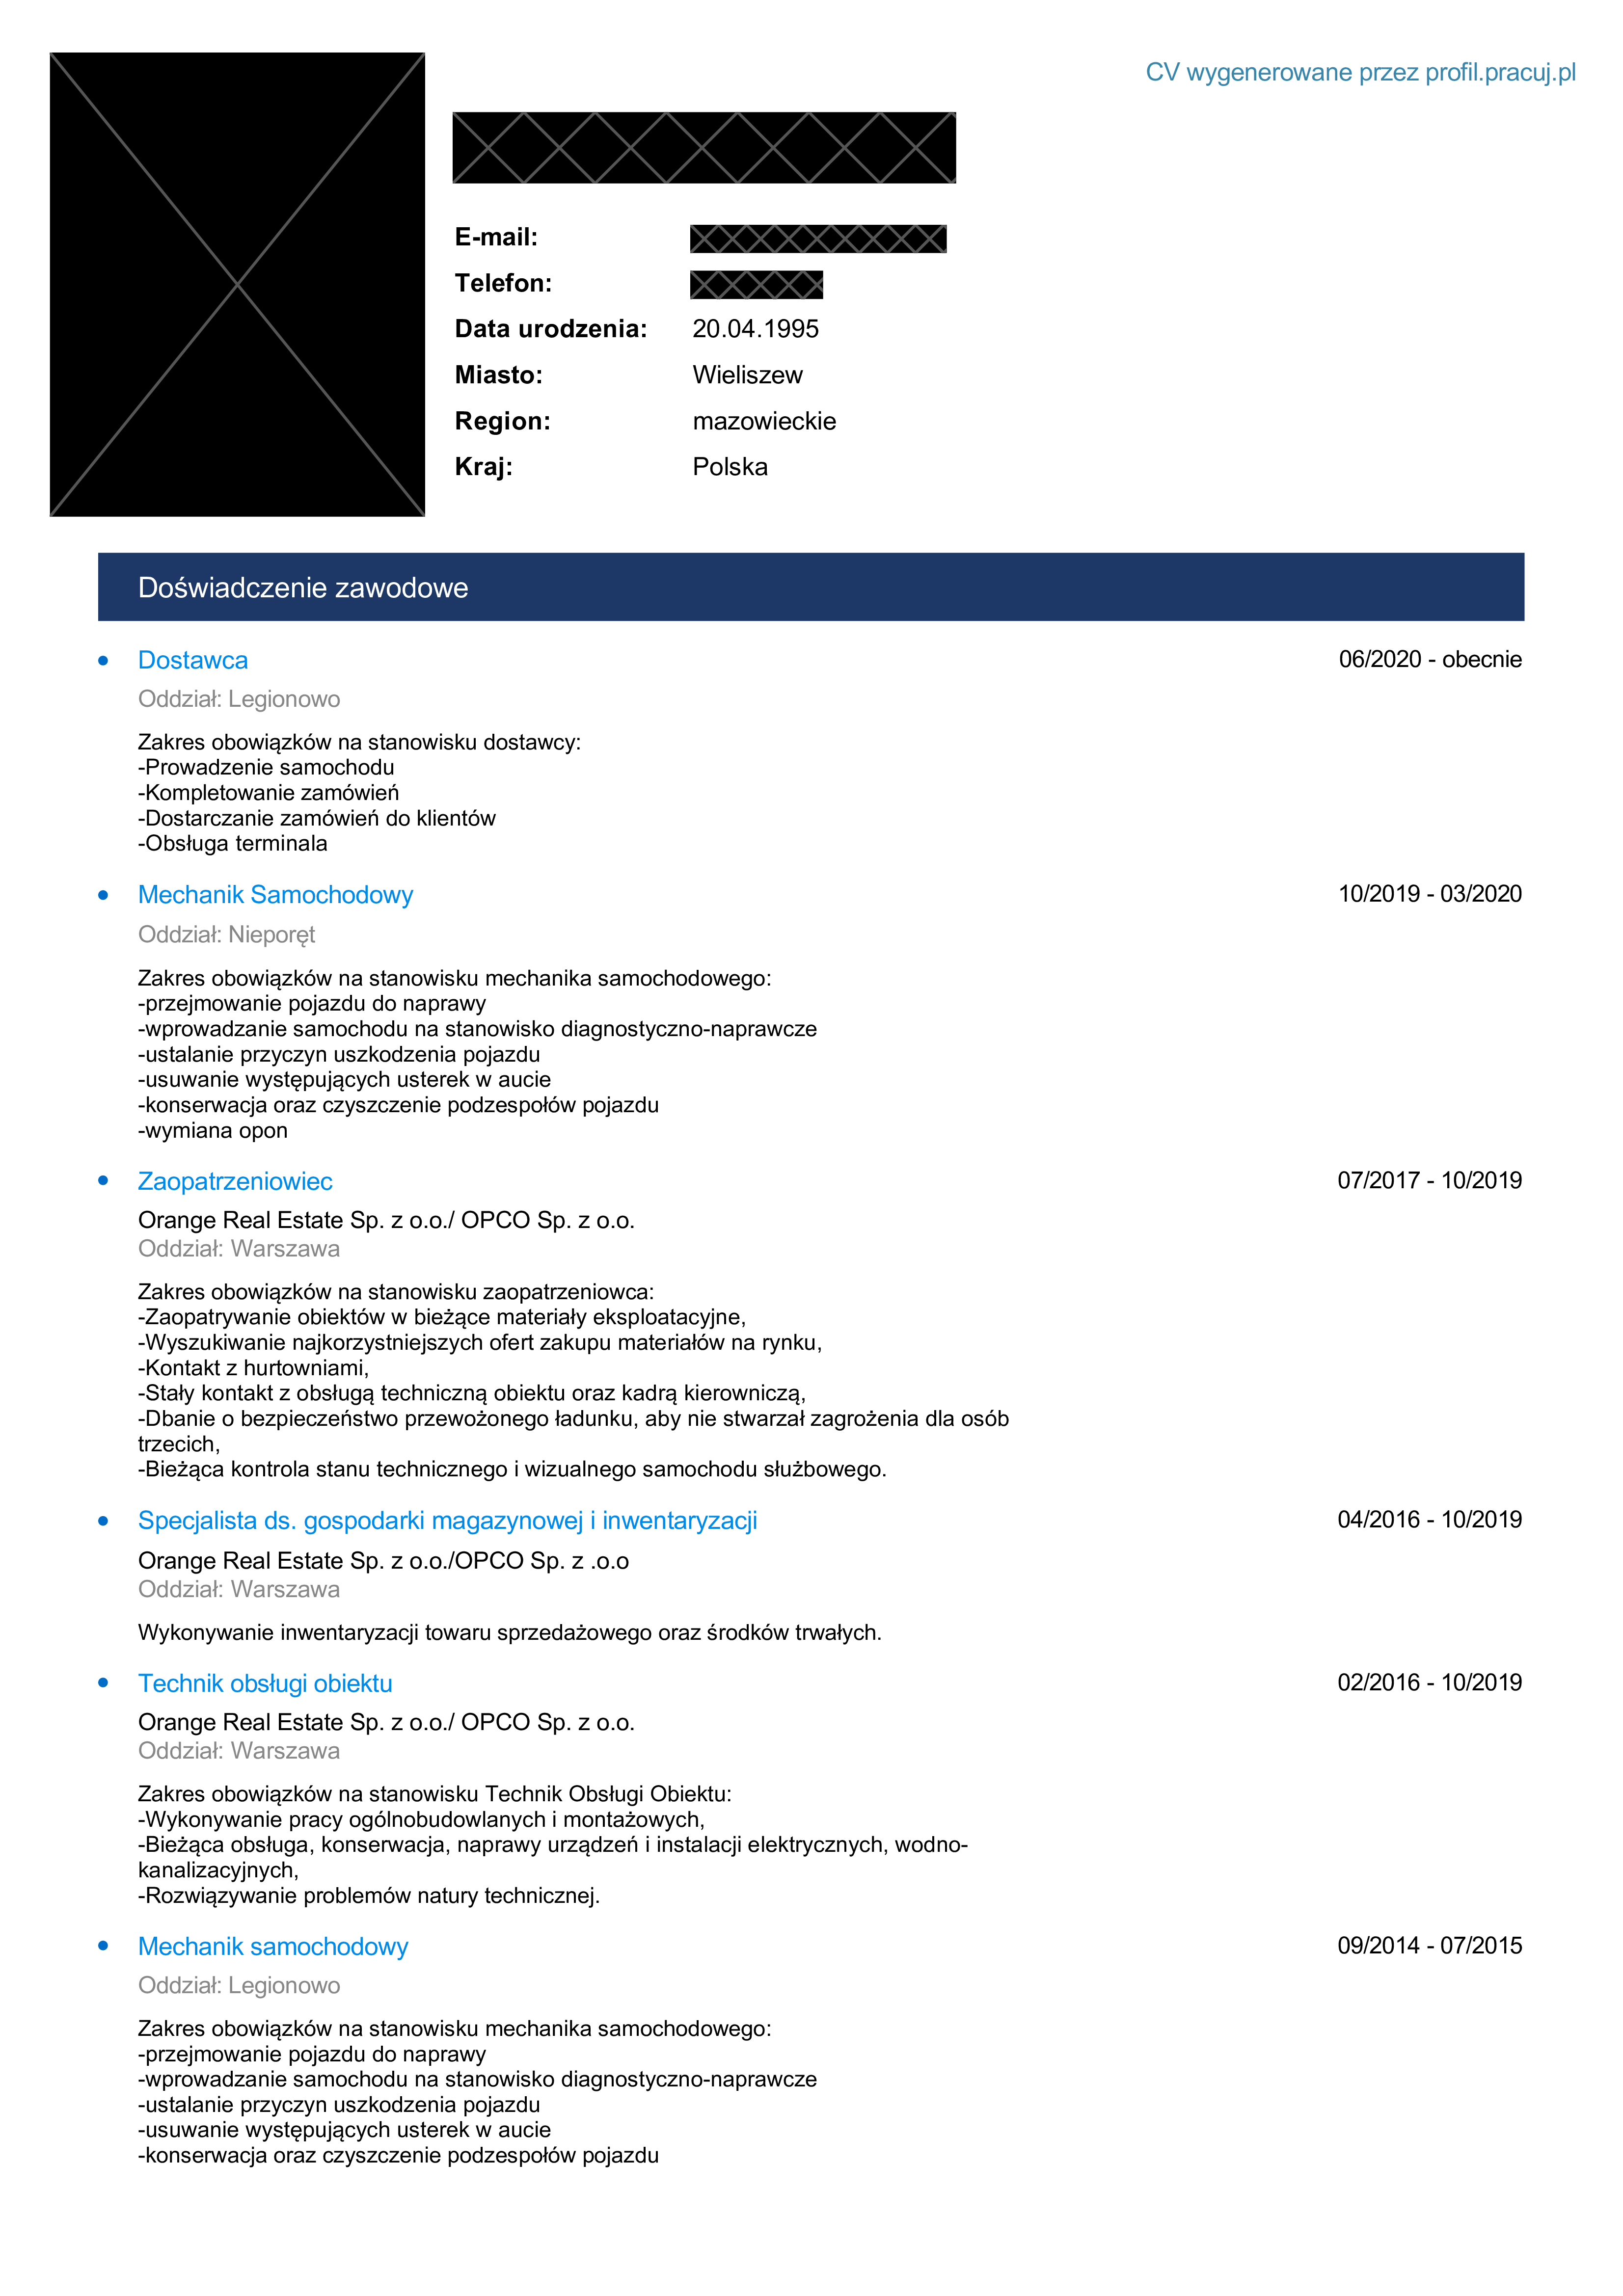 CV wygenerowane przez profil.pracuj.pl
E-mail:
Telefon:
Data urodzenia: 20.04.1995
Miasto: Wieliszew
Region: mazowieckie
Kraj: Polska
Doświadczenie zawodowe
Dostawca 06/2020 - obecnie
Oddział: Legionowo
Zakres obowiązków na stanowisku dostawcy:
-Prowadzenie samochodu
-Kompletowanie zamówień
-Dostarczanie zamówień do klientów
-Obsługa terminala
Mechanik Samochodowy 10/2019 - 03/2020
Oddział: Nieporęt
Zakres obowiązków na stanowisku mechanika samochodowego:
-przejmowanie pojazdu do naprawy
-wprowadzanie samochodu na stanowisko diagnostyczno-naprawcze
-ustalanie przyczyn uszkodzenia pojazdu
-usuwanie występujących usterek w aucie
-konserwacja oraz czyszczenie podzespołów pojazdu
-wymiana opon
Zaopatrzeniowiec 07/2017 - 10/2019
Orange Real Estate Sp. z o.o./ OPCO Sp. z o.o.
Oddział: Warszawa
Zakres obowiązków na stanowisku zaopatrzeniowca:
-Zaopatrywanie obiektów w bieżące materiały eksploatacyjne,
-Wyszukiwanie najkorzystniejszych ofert zakupu materiałów na rynku,
-Kontakt z hurtowniami,
-Stały kontakt z obsługą techniczną obiektu oraz kadrą kierowniczą,
-Dbanie o bezpieczeństwo przewożonego ładunku, aby nie stwarzał zagrożenia dla osób
trzecich,
-Bieżąca kontrola stanu technicznego i wizualnego samochodu służbowego.
Specjalista ds. gospodarki magazynowej i inwentaryzacji 04/2016 - 10/2019
Orange Real Estate Sp. z o.o./OPCO Sp. z .o.o
Oddział: Warszawa
Wykonywanie inwentaryzacji towaru sprzedażowego oraz środków trwałych.
Technik obsługi obiektu 02/2016 - 10/2019
Orange Real Estate Sp. z o.o./ OPCO Sp. z o.o.
Oddział: Warszawa
Zakres obowiązków na stanowisku Technik Obsługi Obiektu:
-Wykonywanie pracy ogólnobudowlanych i montażowych,
-Bieżąca obsługa, konserwacja, naprawy urządzeń i instalacji elektrycznych, wodno-
kanalizacyjnych,
-Rozwiązywanie problemów natury technicznej.
Mechanik samochodowy 09/2014 - 07/2015
Oddział: Legionowo
Zakres obowiązków na stanowisku mechanika samochodowego:
-przejmowanie pojazdu do naprawy
-wprowadzanie samochodu na stanowisko diagnostyczno-naprawcze
-ustalanie przyczyn uszkodzenia pojazdu
-usuwanie występujących usterek w aucie
-konserwacja oraz czyszczenie podzespołów pojazdu